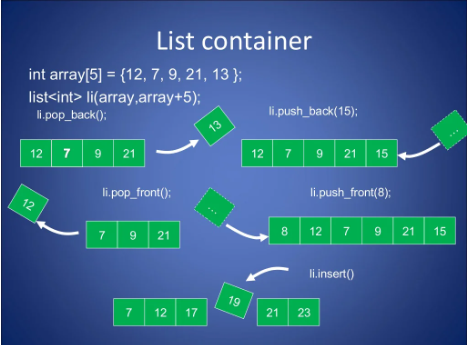 List container
int array[5] = {12, 7, 9, 21, 13 };
list<int> li(array,array+5);
li.pop_back();
li.push_back(15);
13
...
12 7 9 21
12 7 9 21 15
12
li.pop_front();
...
li.push_front(8);
7 9 21
8 12 7 9 21 15
li.insert()
19
7 12 17
21 23